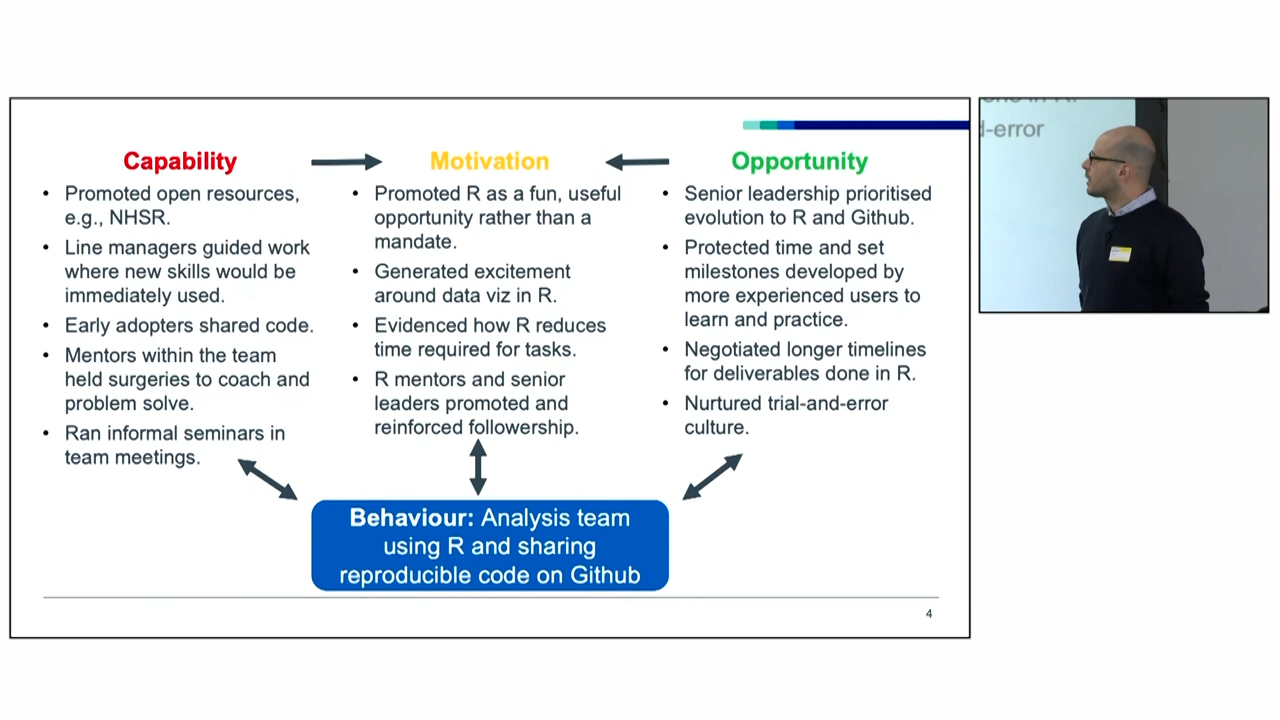 Capability
• Promoted open resources,
e.g., NHSR.
• Line managers guided work
where new skills would be
immediately used.
• Early adopters shared code.
• Mentors within the team
held surgeries to coach and
problem solve.
• Ran informal seminars in
team meetings.
Motivation
• Promoted R as a fun, useful
opportunity rather than a
mandate.
• Generated excitement
around data viz in R.
• Evidenced how R reduces
time required for tasks.
• R mentors and senior
leaders promoted and
reinforced followership.
Opportunity
• Senior leadership prioritised
evolution to R and Github.
• Protected time and set
milestones developed by
more experienced users to
learn and practice.
• Negotiated longer timelines
for deliverables done in R.
• Nurtured trial-and-error
culture.
Behaviour: Analysis team
using R and sharing
reproducible code on Github
4
d-error